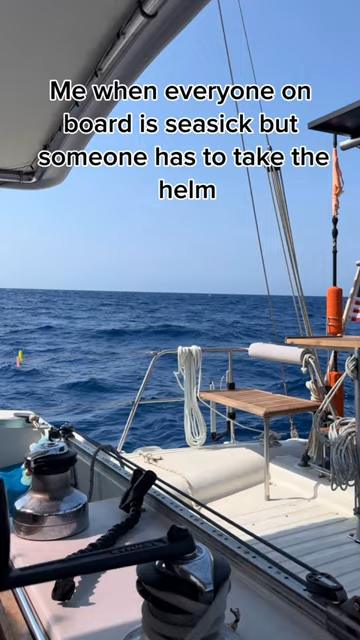 Me when everyone on
board is seasick but
someone has to take the
helm